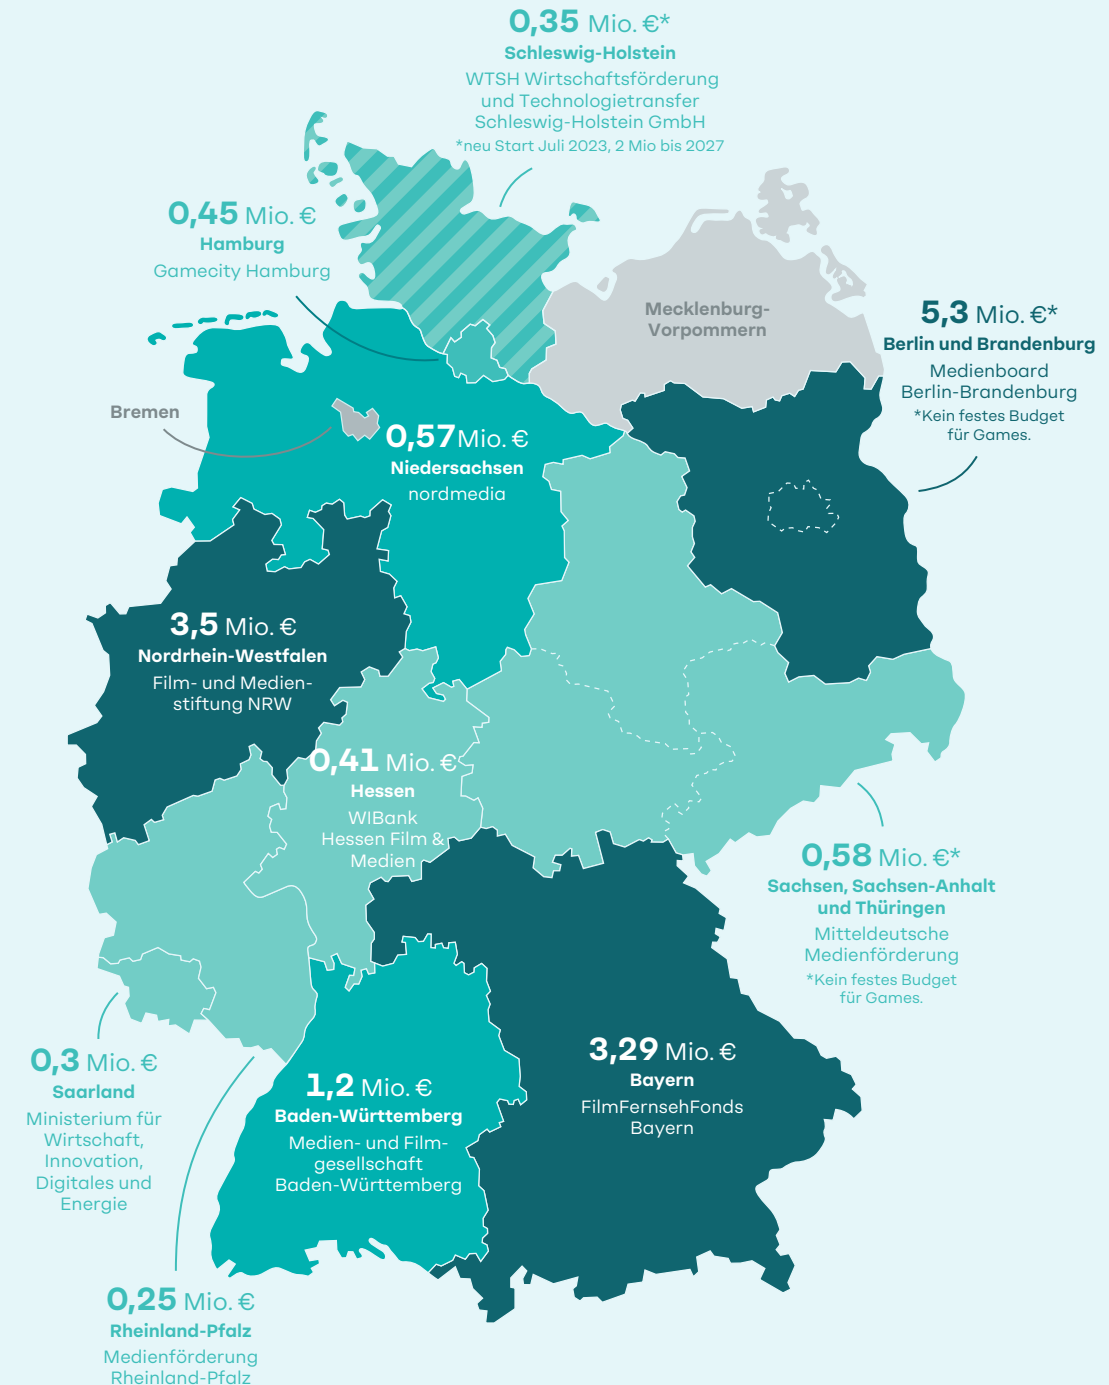 0,35 Mio. €*
Schleswig-Holstein
WTSH Wirtschaftsförderung
und Technologietransfer
Schleswig-Holstein GmbH
*neu Start Juli 2023, 2 Mio bis 2027
0,45 Mio. €
Hamburg
Gamecity Hamburg
Mecklenburg-
Vorpommern
5,3 Mio. €*
Berlin und Brandenburg
Medienboard
Berlin-Brandenburg
*Kein festes Budget
für Games.
Bremen
0,57 Mio. €
Niedersachsen
nordmedia
3,5 Mio. €
Nordrhein-Westfalen
Film- und Medien-
stiftung NRW
0,41 Mio. €
Hessen
WIBank
Hessen Film &
Medien
0,58 Mio. €*
Sachsen, Sachsen-Anhalt
und Thüringen
Mitteldeutsche
Medienförderung
*Kein festes Budget
für Games.
0,3 Mio. €
Saarland
Ministerium für
Wirtschaft,
Innovation,
Digitales und
Energie
1,2 Mio. €
Baden-Württemberg
Medien- und Film-
gesellschaft
Baden-Württemberg
3,29 Mio. €
Bayern
FilmFernsehFonds
Bayern
0,25 Mio. €
Rheinland-Pfalz
Medienförderung
Rheinland-Pfalz